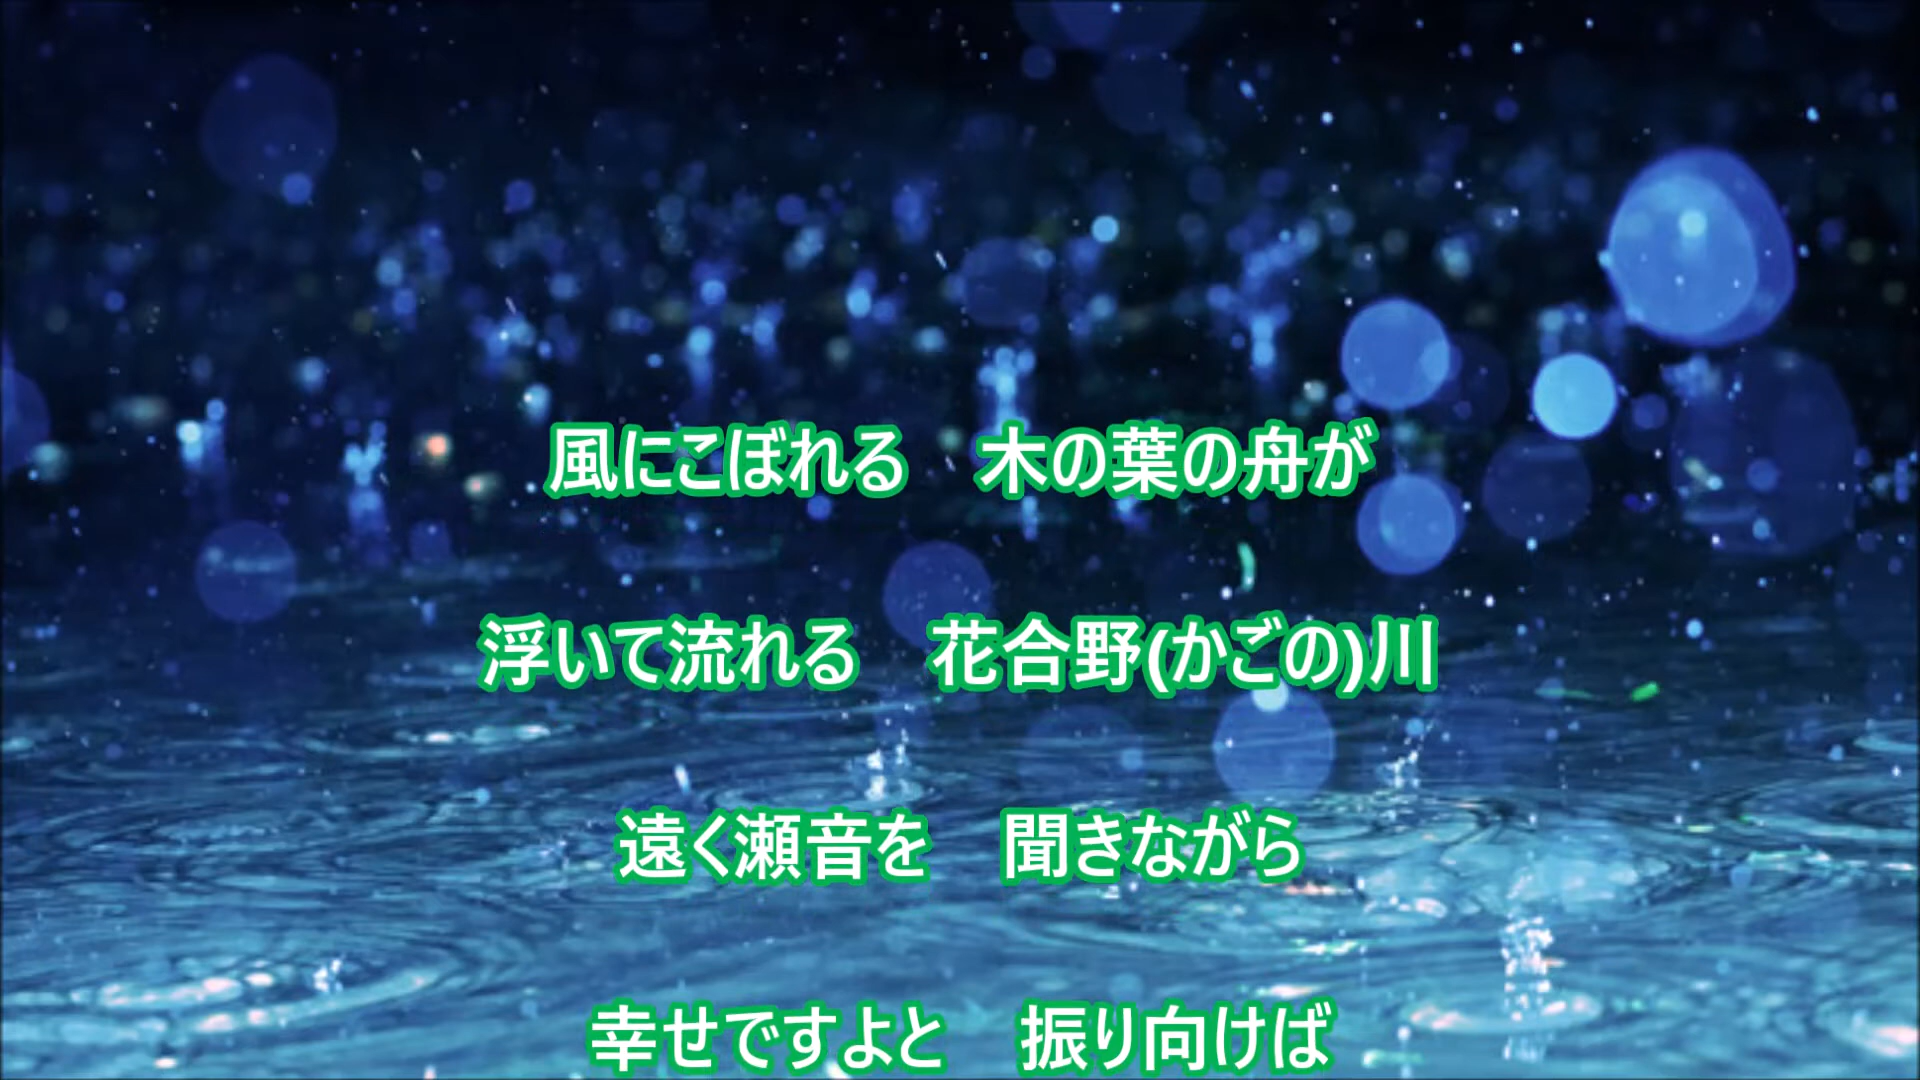 風にこぼれる　木の葉の舟が
浮いて流れる　花合野(かごの)川
遠く瀬音を　聞きながら
幸せですよと　振り向けば